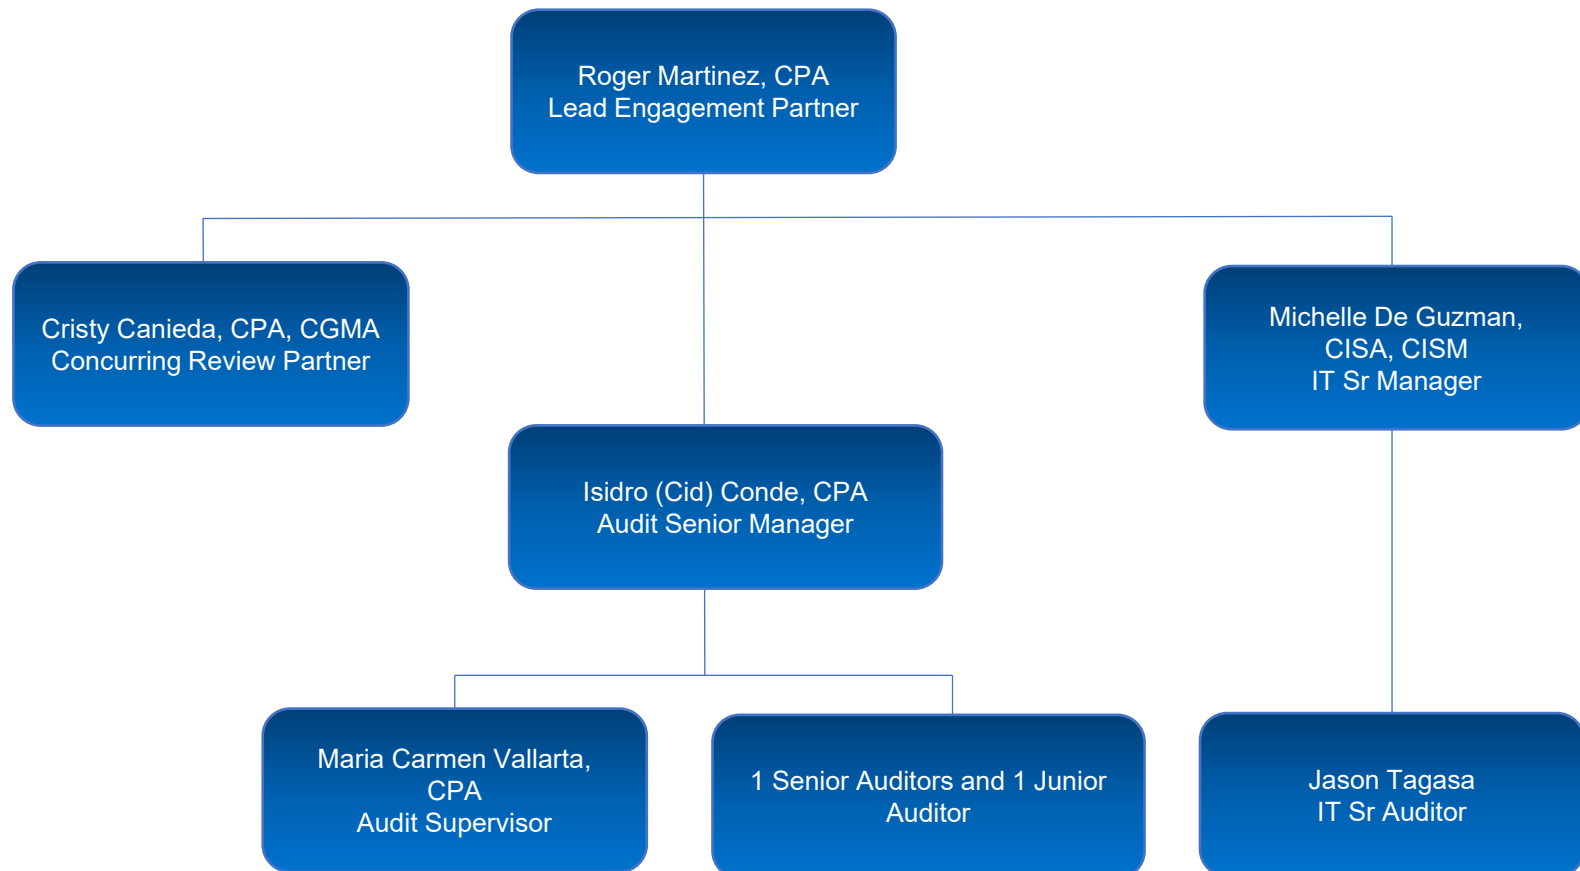 Roger Martinez, CPA
Lead Engagement Partner
Cristy Canieda, CPA, CGMA
Concurring Review Partner
Michelle De Guzman,
CISA, CISM
IT Sr Manager
Isidro (Cid) Conde, CPA
Audit Senior Manager
Maria Carmen Vallarta,
CPA
Audit Supervisor
1 Senior Auditors and 1 Junior
Auditor
Jason Tagasa
IT Sr Auditor